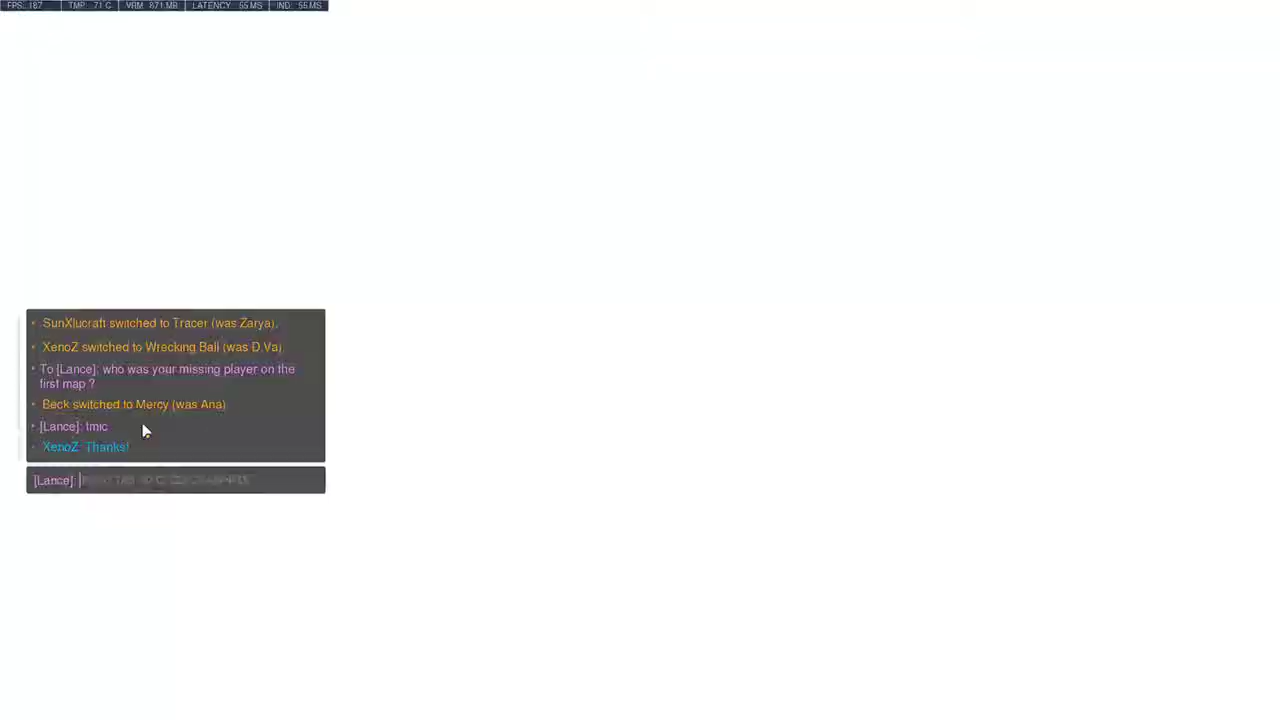 FPS: 187 TMP: 71 C VRM: 871 MB LATENCY: 55 MS IND: 55 MS
SunXlucraft switched to Tracer (was Zarya).
XenoZ switched to Wrecking Ball (was D.Va).
To [Lance]: who was your missing player on the
first map ?
Beck switched to Mercy (was Ana)
[Lance]: tmic
XenoZ: Thanks!
[Lance]: